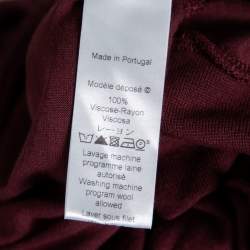 Made in Portugal
Modèle déposé ©
100%
Viscose-Rayon
Viscosa
レーヨン
Lavage machine
programme laine
autorisé
Washing machine
program wool
allowed
Laver sous filet